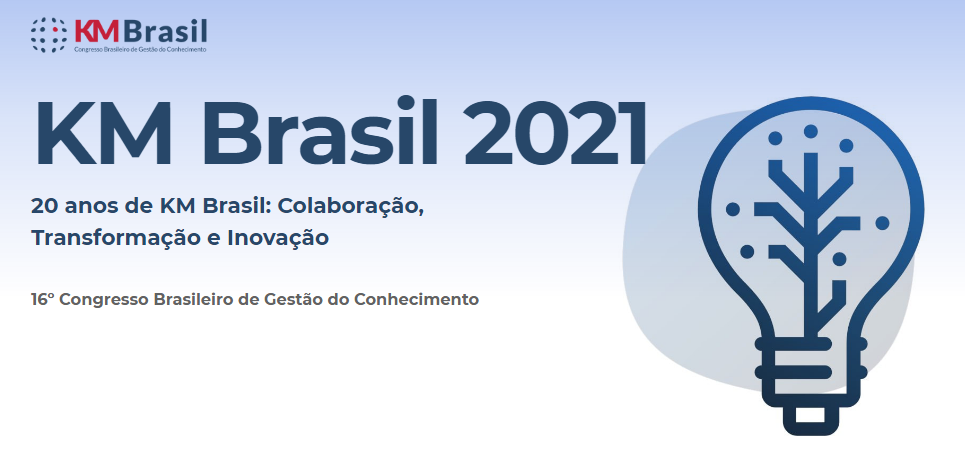 KMBrasil
Congresso Brasileiro de Gestão do Conhecimento
KM Brasil 2021
20 anos de KM Brasil: Colaboração,
Transformação e Inovação
16º Congresso Brasileiro de Gestão do Conhecimento